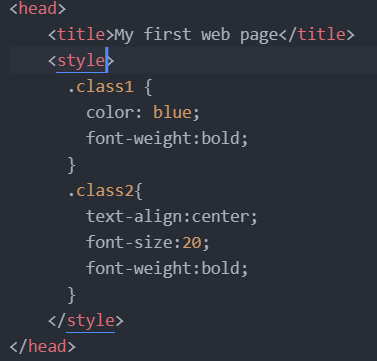 <head>
    <title>My first web page</title>
    <style>
      .class1 {
        color: blue;
        font-weight:bold;
      }
      .class2{
        text-align:center;
        font-size:20;
        font-weight:bold;
      }
    </style>
</head>